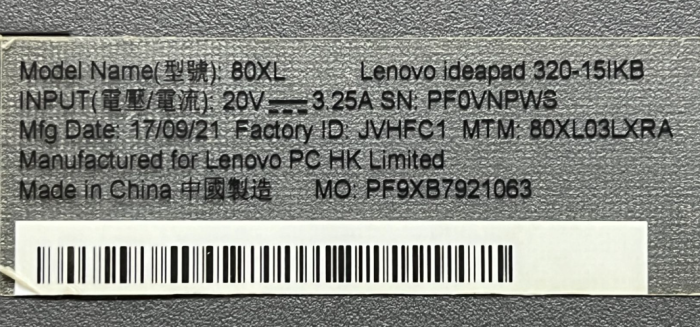 Model Name(型號): 80XL Lenovo ideapad 320-15IKB
INPUT(電壓/電流): 20V⎓3.25A SN: PF0VNPWS
Mfg Date: 17/09/21 Factory ID: JVHFC1 MTM: 80XL03LXRA
Manufactured for Lenovo PC HK Limited
Made in China 中國製造 MO: PF9XB7921063